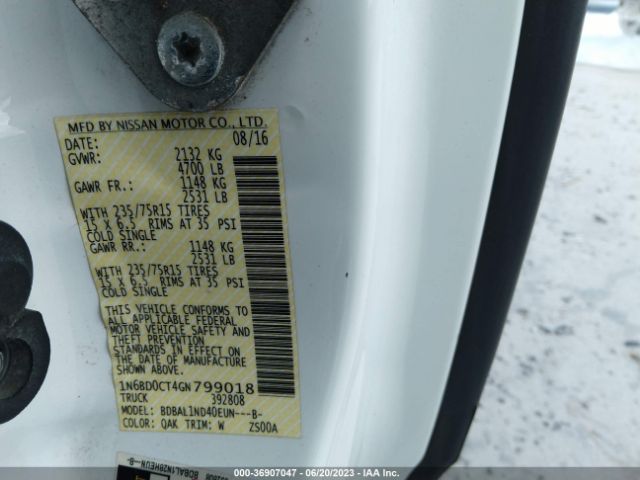 MFD BY NISSAN MOTOR CO., LTD.
DATE: 08/16
GVWR: 2132 KG
4700 LB
GAWR FR.: 1148 KG
2531 LB
WITH 235/75R15 TIRES
15 X 6.5 RIMS AT 35 PSI
COLD SINGLE
GAWR RR.: 1148 KG
2531 LB
WITH 235/75R15 TIRES
15 X 6.5 RIMS AT 35 PSI
COLD SINGLE
THIS VEHICLE CONFORMS TO
ALL APPLICABLE FEDERAL
MOTOR VEHICLE SAFETY AND
THEFT PREVENTION
STANDARDS IN EFFECT ON
THE DATE OF MANUFACTURE
SHOWN ABOVE.
1N6BD0CT4GN799018
TRUCK 392808
MODEL: BDBALIND40EUN---B-
COLOR: QAK TRIM: W ZS00A
000-36907047 - 06/20/2023 - IAA Inc.